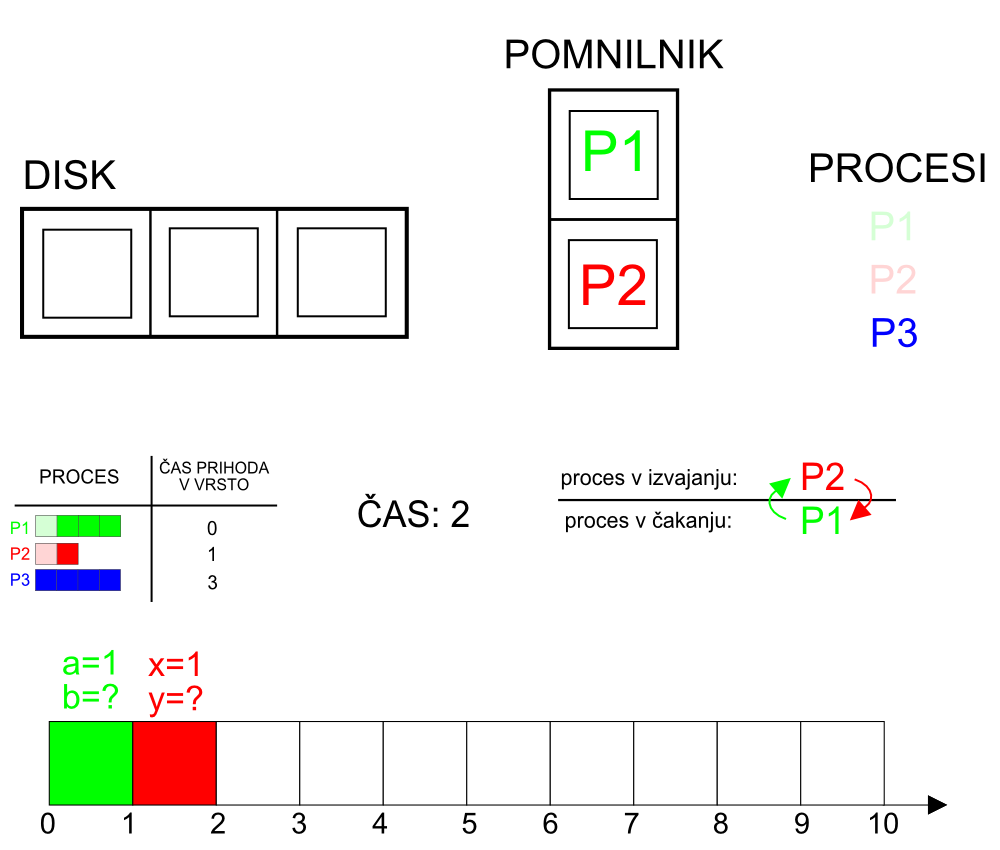 POMNILNIK
P1
P2
DISK
PROCESI
P1
P2
P3
PROCES
ČAS PRIHODA
V VRSTO
P1
0
P2
1
P3
3
ČAS: 2
proces v izvajanju:
P2
proces v čakanju:
P1
a=1
b=?
x=1
y=?
0 1 2 3 4 5 6 7 8 9 10